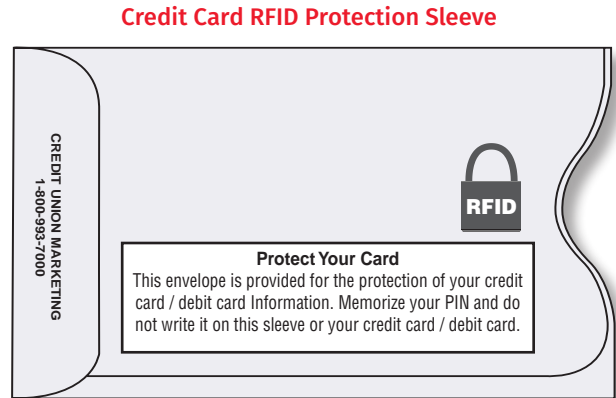 Credit Card RFID Protection Sleeve
CREDIT UNION MARKETING
1-800-993-7000
RFID
Protect Your Card
This envelope is provided for the protection of your credit
card / debit card Information. Memorize your PIN and do
not write it on this sleeve or your credit card / debit card.